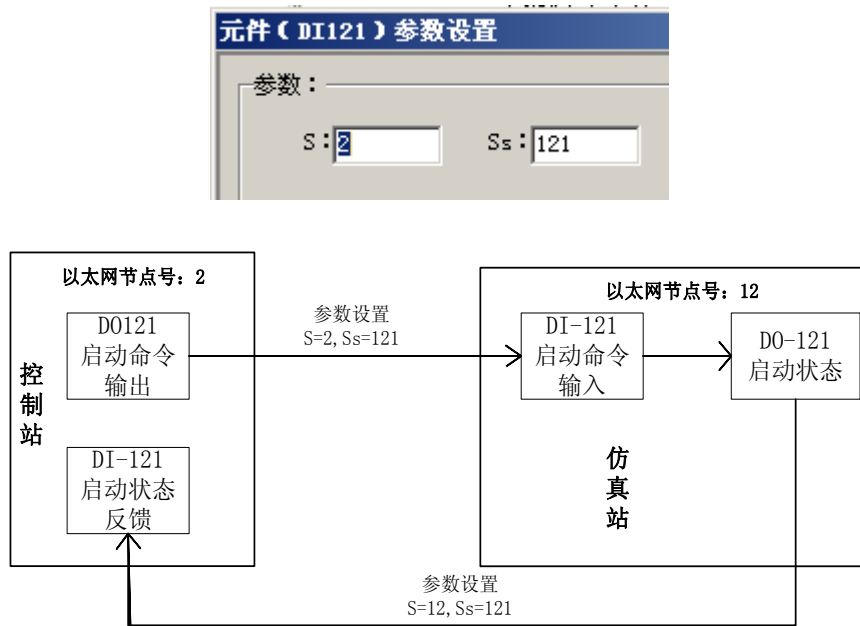 元件(DI121)参数设置
参数:
S:2 Ss:121
以太网节点号: 2
DO121
启动命令
输出
控
制
站
DI-121
启动状态
反馈
参数设置
S=2, Ss=121
以太网节点号: 12
DI-121
启动命令
输入
DO-121
启动状态
仿
真
站
参数设置
S=12, Ss=121